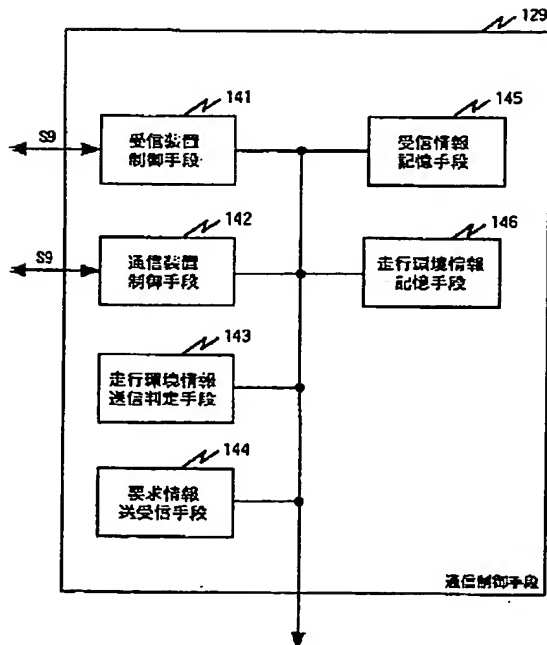 129
141
受信装置
制御手段
S9
145
受信情報
記憶手段
142
通信装置
制御手段
S9
146
走行環境情報
記憶手段
143
走行環境情報
送信判定手段
144
要求情報
送受信手段
通信制御手段